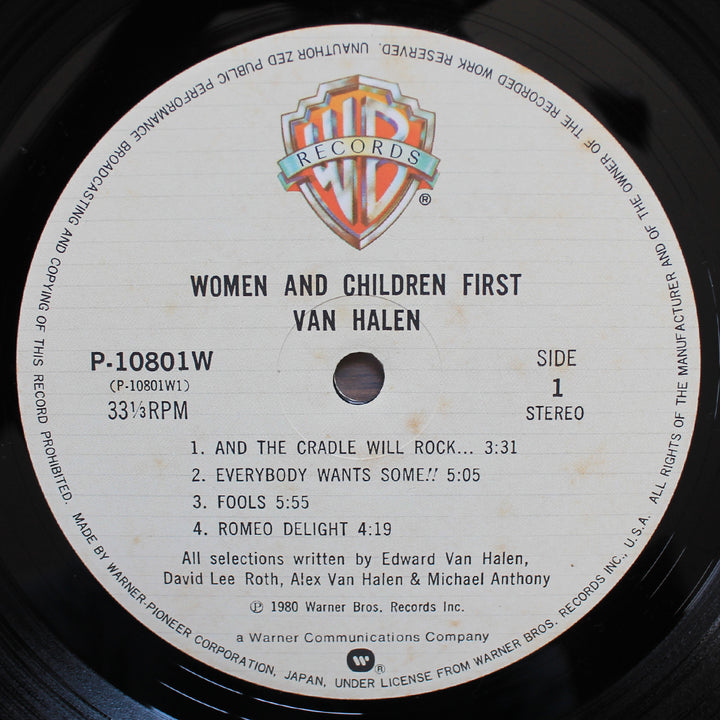 WB
RECORDS
®
WOMEN AND CHILDREN FIRST
VAN HALEN
P-10801W
(P-10801W1)
33⅓RPM
SIDE
1
STEREO
1. AND THE CRADLE WILL ROCK... 3:31
2. EVERYBODY WANTS SOME!! 5:05
3. FOOLS 5:55
4. ROMEO DELIGHT 4:19
All selections written by Edward Van Halen,
David Lee Roth, Alex Van Halen & Michael Anthony
Ⓟ 1980 Warner Bros. Records Inc.
a Warner Communications Company
®
MADE BY WARNER-PIONEER CORPORATION, JAPAN, UNDER LICENSE FROM WARNER BROS. RECORDS INC., U.S.A. ALL RIGHTS OF THE MANUFACTURER AND OF THE OWNER OF THE RECORDED WORK RESERVED. UNAUTHOR ZED PUBLIC PERFORMANCE BROADCASTING AND COPYING OF THIS RECORD PROHIBITED.